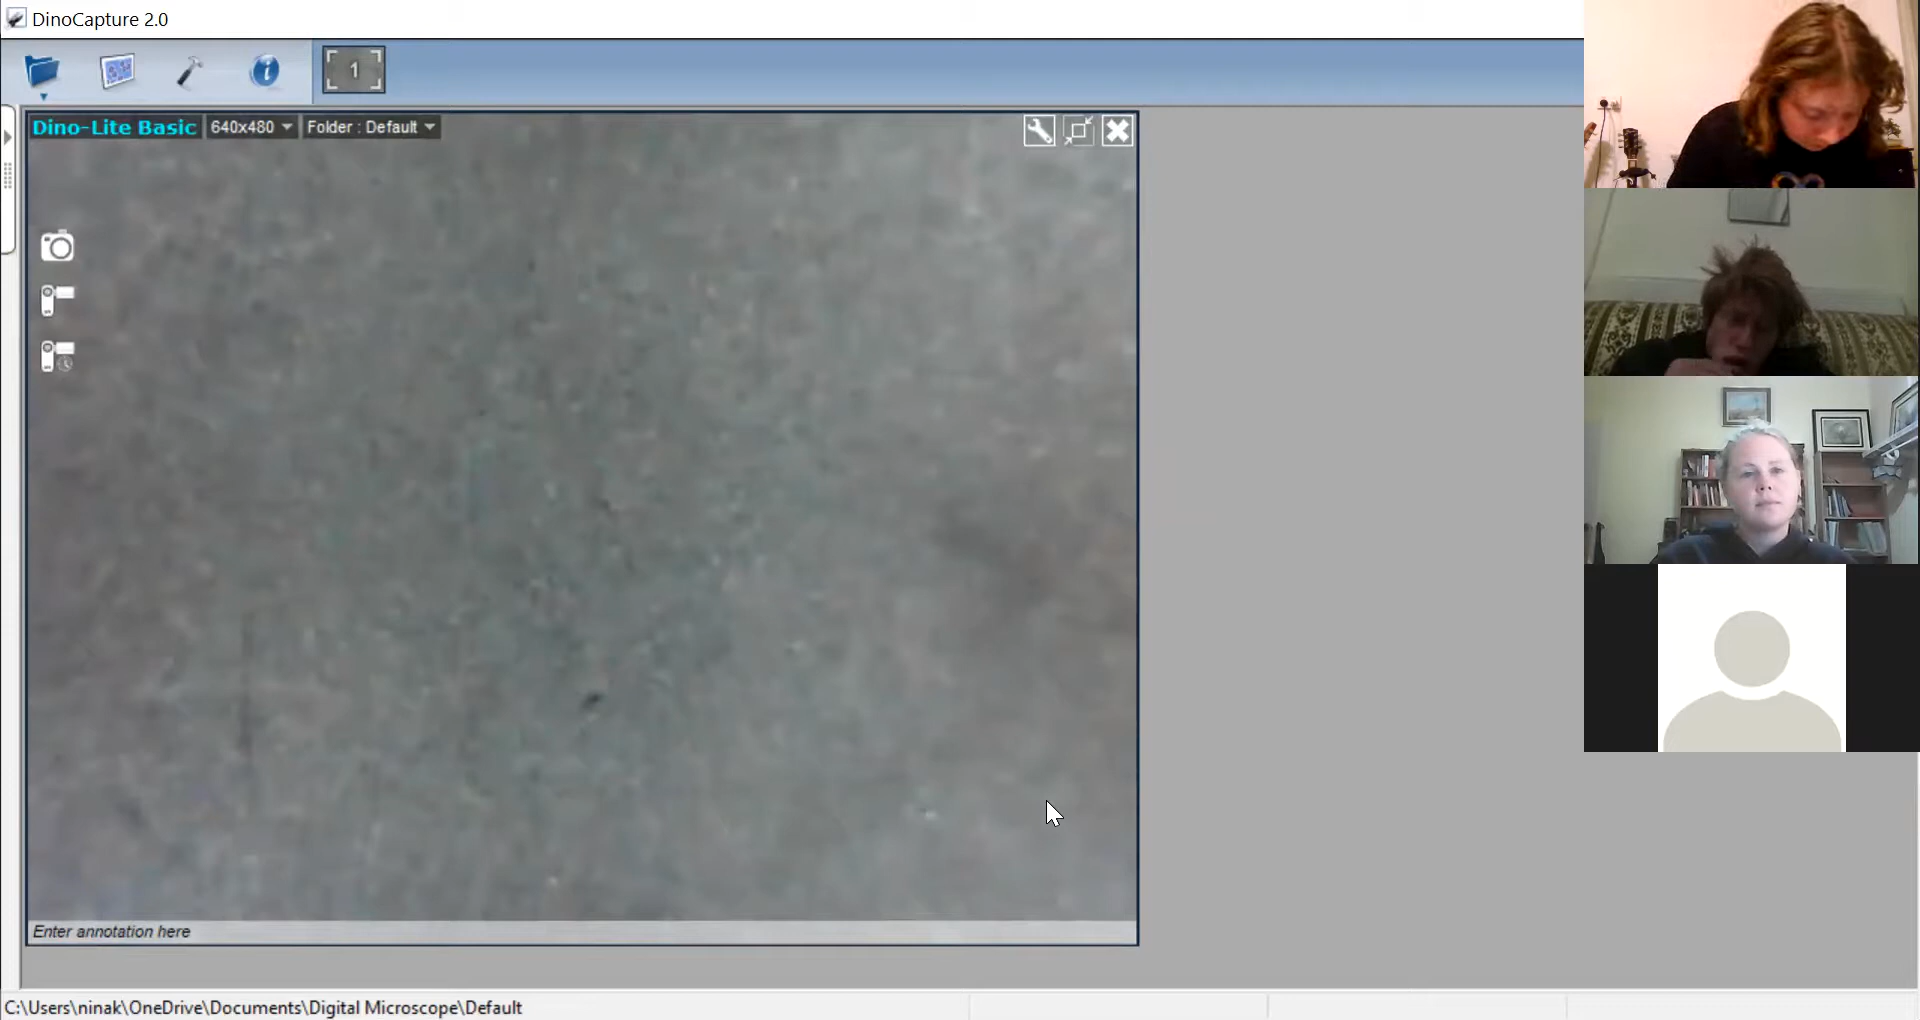 DinoCapture 2.0
1
Dino-Lite Basic 640x480 Folder : Default
Enter annotation here
C:\Users\ninak\OneDrive\Documents\Digital Microscope\Default